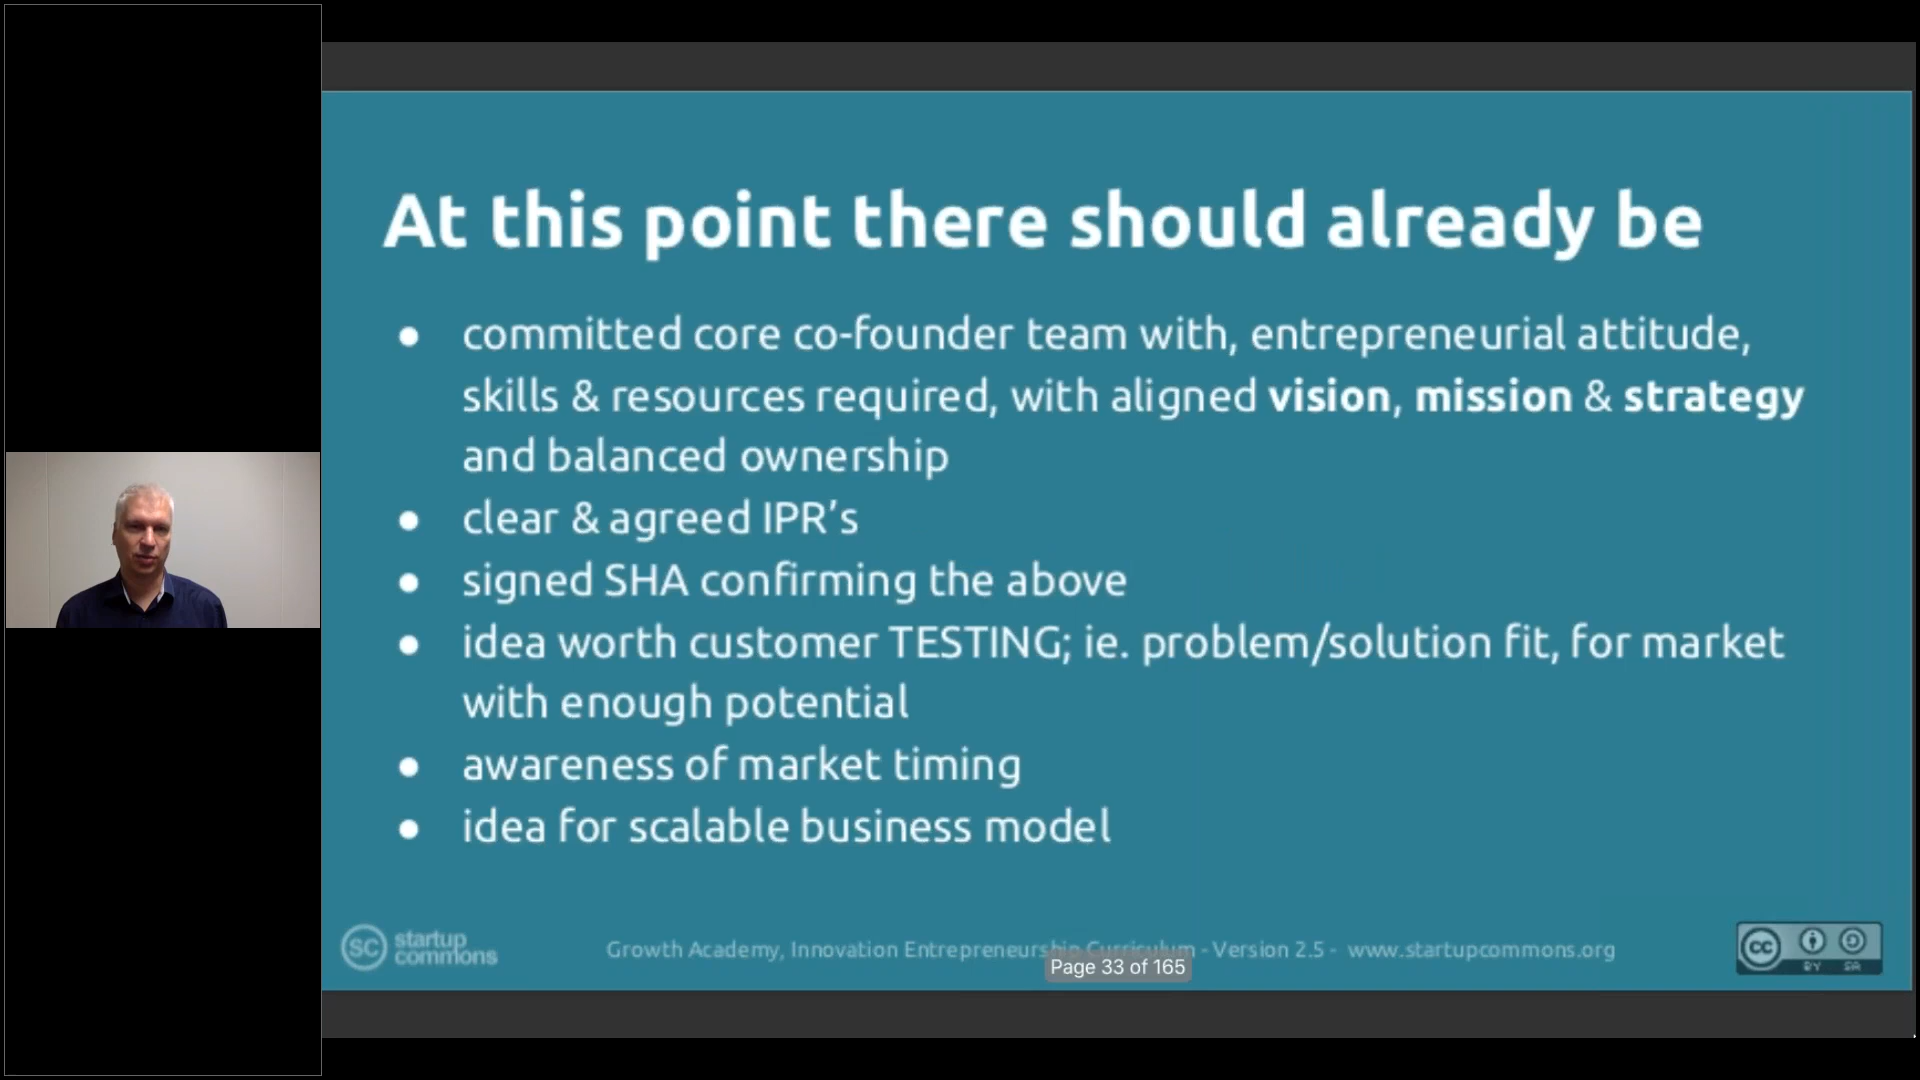 At this point there should already be
● committed core co-founder team with, entrepreneurial attitude,
skills & resources required, with aligned vision, mission & strategy
and balanced ownership
● clear & agreed IPR’s
● signed SHA confirming the above
● idea worth customer TESTING; ie. problem/solution fit, for market
with enough potential
● awareness of market timing
● idea for scalable business model
SC startup
commons
Growth Academy, Innovation Entrepreneurship Curriculum - Version 2.5 - www.startupcommons.org
Page 33 of 165
cc
BY SA